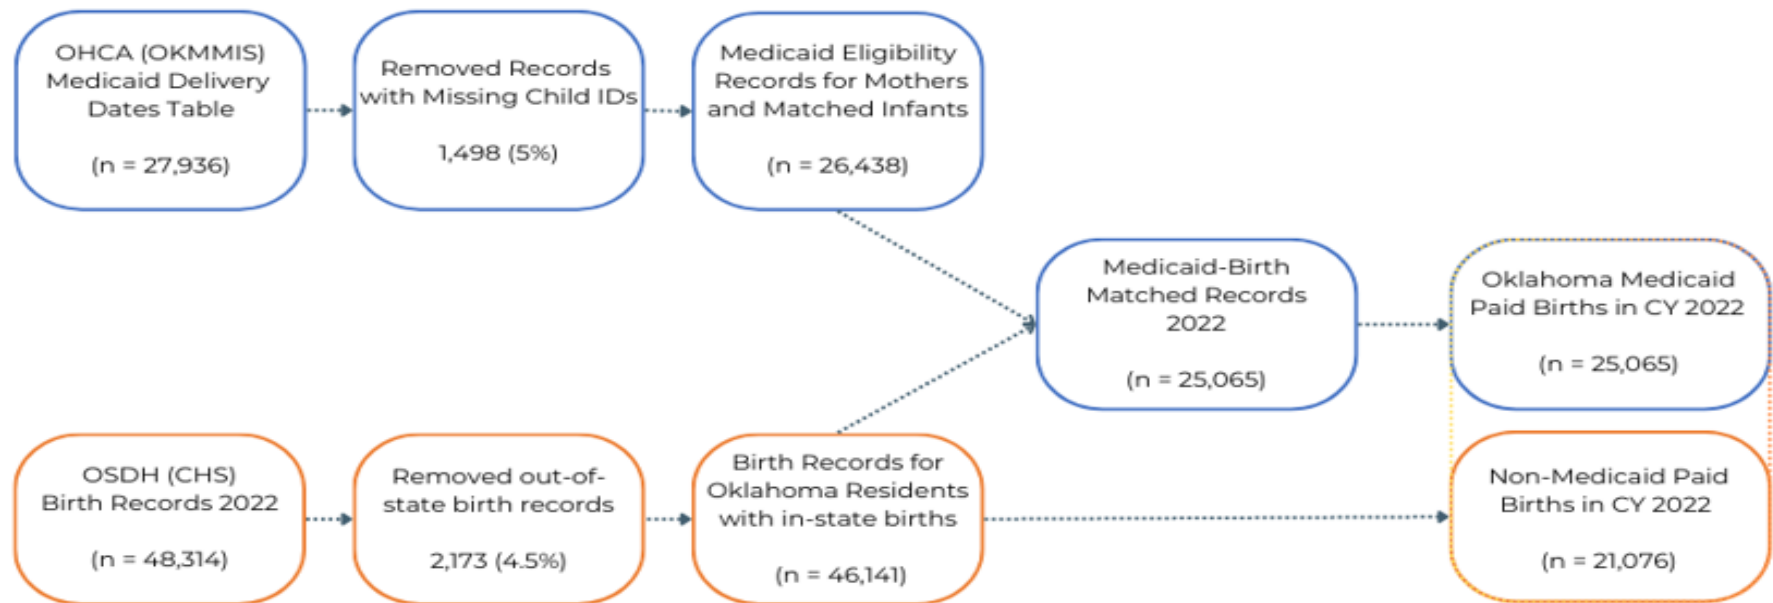 OHCA (OKMMIS)
Medicaid Delivery
Dates Table
(n = 27,936)
Removed Records
with Missing Child IDs
1,498 (5%)
Medicaid Eligibility
Records for Mothers
and Matched Infants
(n = 26,438)
Medicaid-Birth
Matched Records
2022
(n = 25,065)
Oklahoma Medicaid
Paid Births in CY 2022
(n = 25,065)
OSDH (CHS)
Birth Records 2022
(n = 48,314)
Removed out-of-
state birth records
2,173 (4.5%)
Birth Records for
Oklahoma Residents
with in-state births
(n = 46,141)
Non-Medicaid Paid
Births in CY 2022
(n = 21,076)